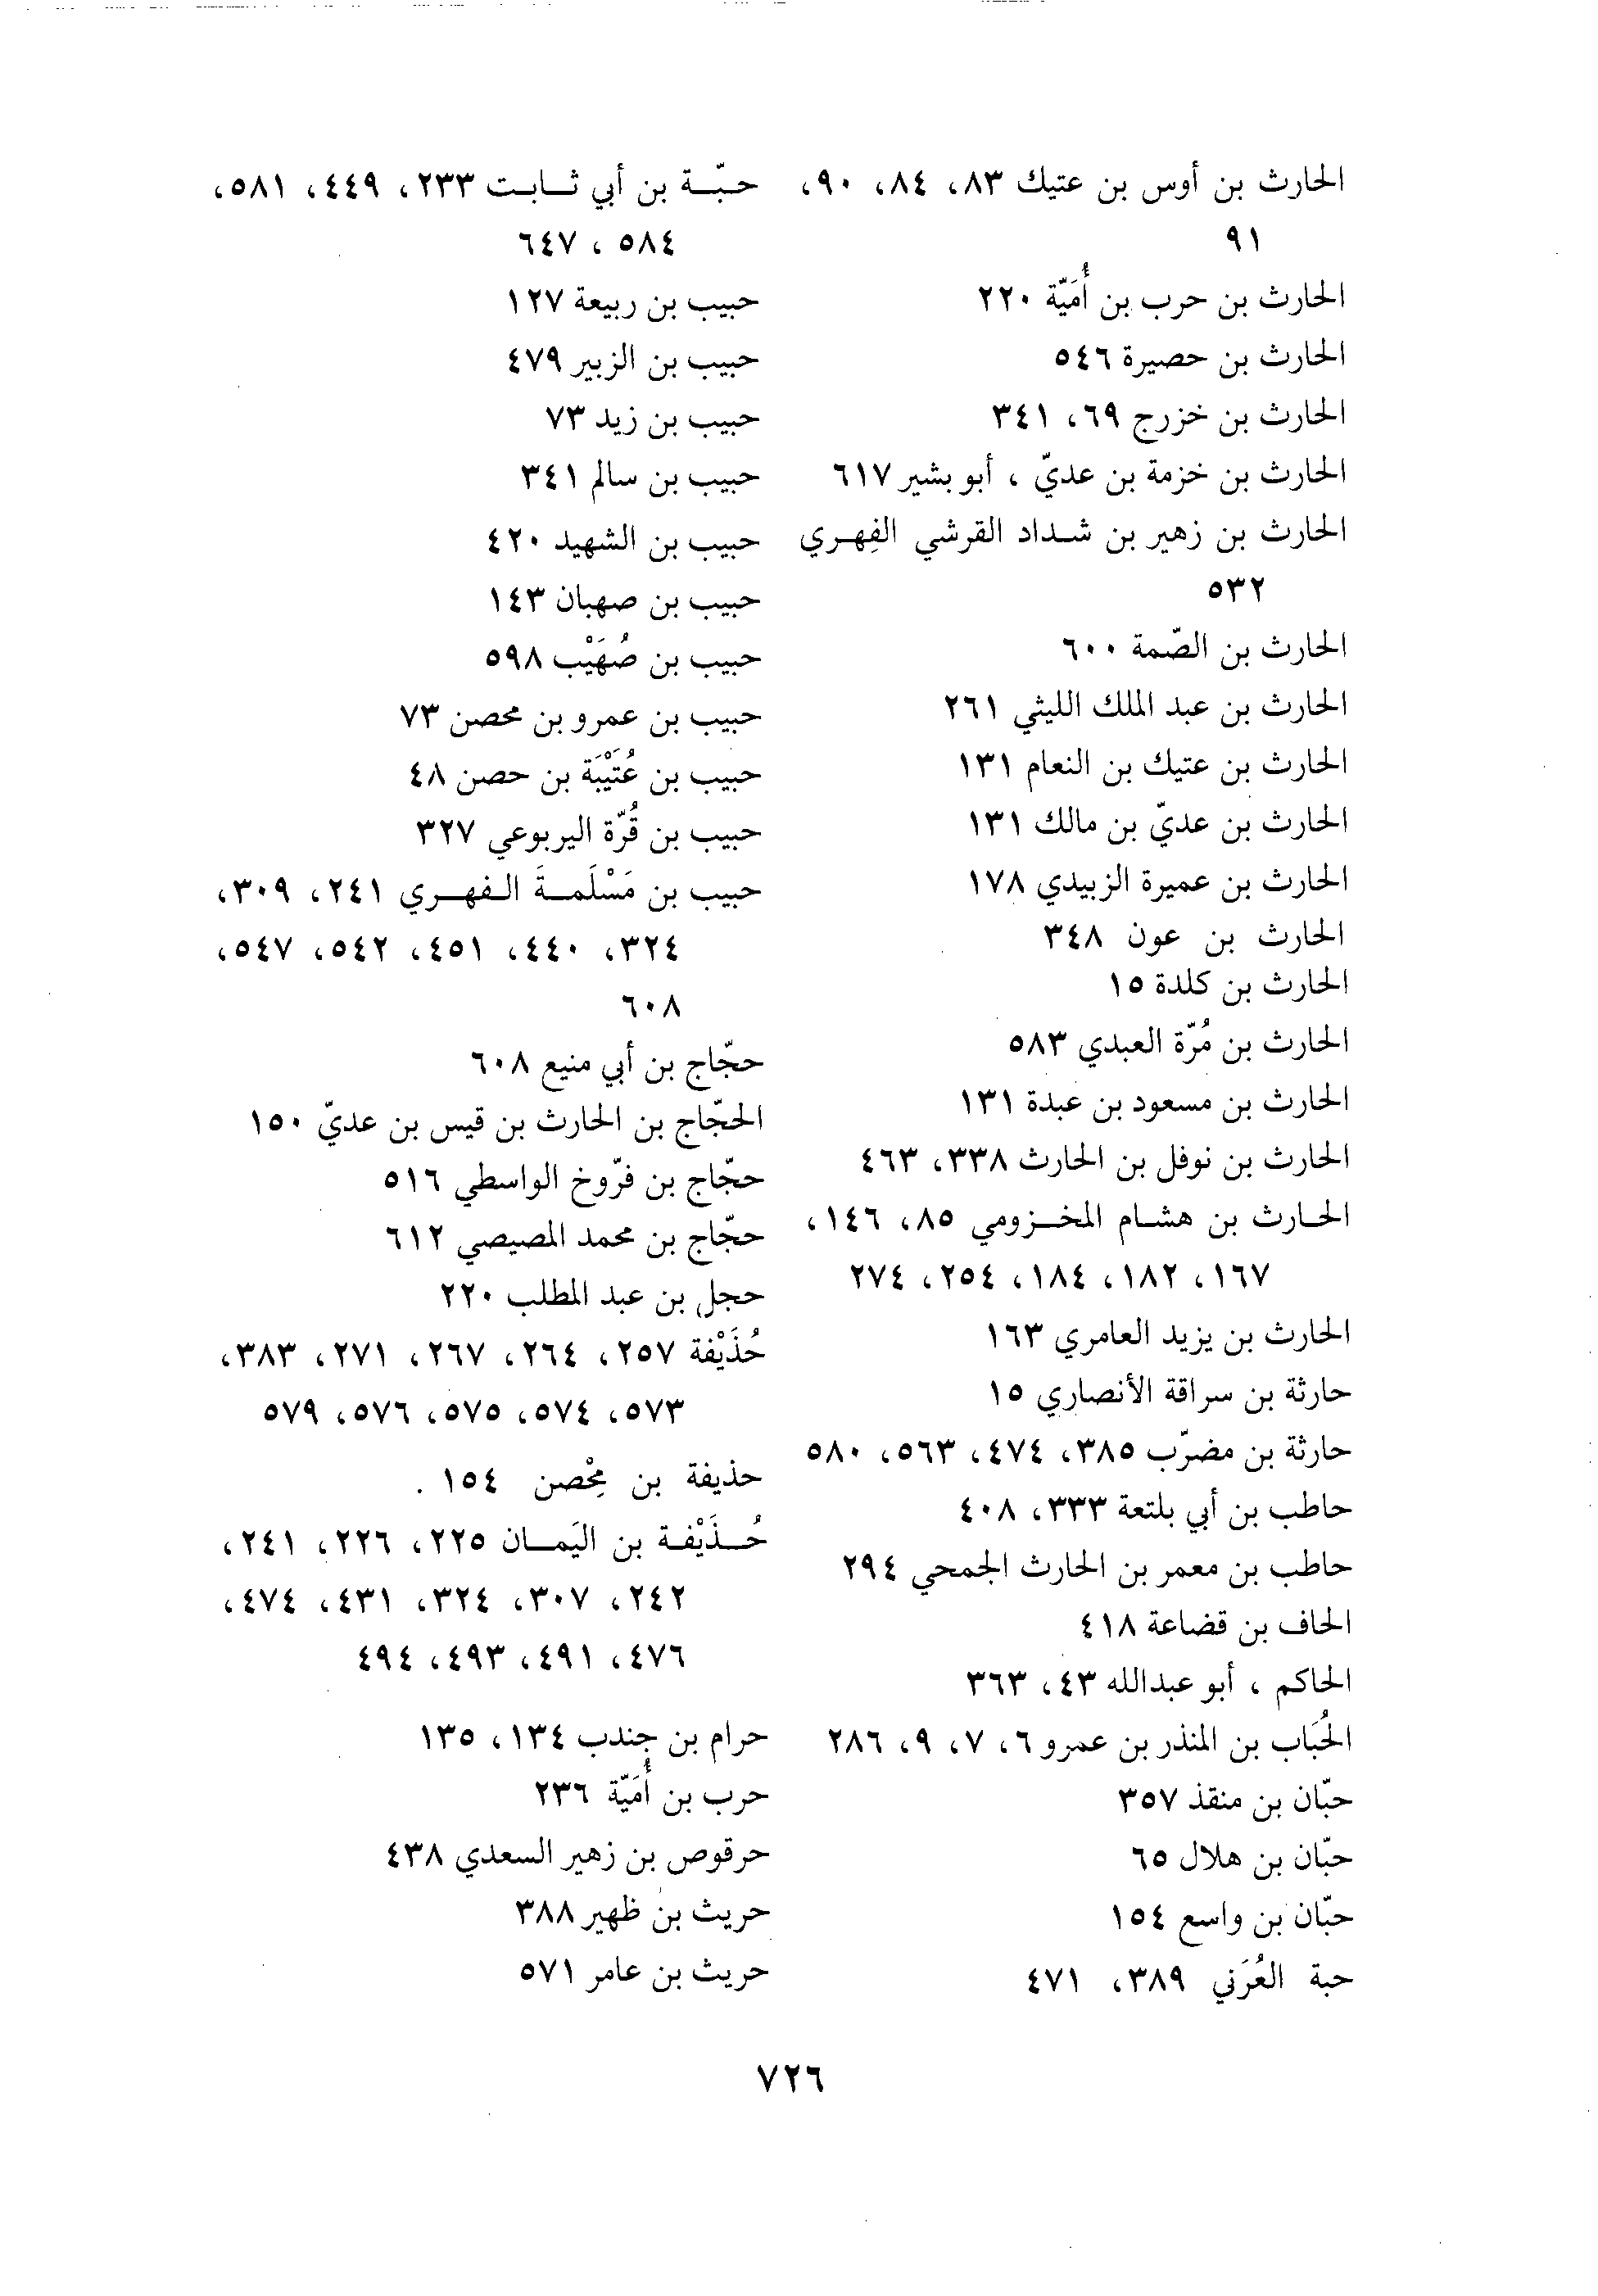 الحارث بن أوس بن عتيك ٨٣، ٨٤، ٩٠،
٩١
الحارث بن حرب بن أُمَيّة ٢٢٠
الحارث بن حصيرة ٥٤٦
الحارث بن خزرج ٦٩، ٣٤١
الحارث بن خزمة بن عديّ ، أبو بشير ٦١٧
الحارث بن زهير بن شداد القرشي الفِهري
٥٣٢
الحارث بن الصّمة ٦٠٠
الحارث بن عبد الملك الليثي ٢٦١
الحارث بن عتيك بن النعام ١٣١
الحارث بن عديّ بن مالك ١٣١
الحارث بن عميرة الزبيدي ١٧٨
الحارث بن عون ٣٤٨
الحارث بن كلدة ١٥
الحارث بن مُرّة العبدي ٥٨٣
الحارث بن مسعود بن عبدة ١٣١
الحارث بن نوفل بن الحارث ٣٣٨، ٤٦٣
الحارث بن هشام المخزومي ٨٥، ١٤٦،
١٦٧، ١٨٢، ١٨٤، ٢٥٤، ٢٧٤
الحارث بن يزيد العامري ١٦٣
حارثة بن سراقة الأنصاري ١٥
حارثة بن مضرّب ٣٨٥، ٤٧٤، ٥٦٣، ٥٨٠
حاطب بن أبي بلتعة ٣٣٣، ٤٠٨
حاطب بن معمر بن الحارث الجمحي ٢٩٤
الحاف بن قضاعة ٤١٨
الحاكم ، أبو عبدالله ٤٣، ٣٦٣
الحُبَاب بن المنذر بن عمرو ٦، ٧، ٩، ٢٨٦
حبّان بن منقذ ٣٥٧
حبّان بن هلال ٦٥
حبّان بن واسع ١٥٤
حبة العُرَني ٣٨٩، ٤٧١
حبّة بن أبي ثابت ٢٣٣، ٤٤٩، ٥٨١،
٥٨٤ ، ٦٤٧
حبيب بن ربيعة ١٢٧
حبيب بن الزبير ٤٧٩
حبيب بن زيد ٧٣
حبيب بن سالم ٣٤١
حبيب بن الشهيد ٤٢٠
حبيب بن صهبان ١٤٣
حبيب بن صُهَيْب ٥٩٨
حبيب بن عمرو بن محصن ٧٣
حبيب بن عُتَيْبَة بن حصن ٤٨
حبيب بن قُرّة اليربوعي ٣٢٧
حبيب بن مَسْلَمةَ الفهري ٢٤١، ٣٠٩،
٣٢٤، ٤٤٠، ٤٥١، ٥٤٢، ٥٤٧،
٦٠٨
حجّاج بن أبي منيع ٦٠٨
الحجّاج بن الحارث بن قيس بن عديّ ١٥٠
حجّاج بن فرّوخ الواسطي ٥١٦
حجّاج بن محمد المصيصي ٦١٢
حجل بن عبد المطلب ٢٢٠
حُذَيْفة ٢٥٧، ٢٦٤، ٢٦٧، ٢٧١، ٣٨٣،
٥٧٣، ٥٧٤، ٥٧٥، ٥٧٦، ٥٧٩
حذيفة بن مِحْصن ١٥٤ .
حُذَيْفة بن اليَمان ٢٢٥، ٢٢٦، ٢٤١،
٢٤٢، ٣٠٧، ٣٢٤، ٤٣١، ٤٧٤،
٤٧٦، ٤٩١، ٤٩٣، ٤٩٤
حرام بن جندب ١٣٤، ١٣٥
حرب بن أُمَيّة ٢٣٦
حرقوص بن زهير السعدي ٤٣٨
حريث بن ظهير ٣٨٨
حريث بن عامر ٥٧١
٧٢٦